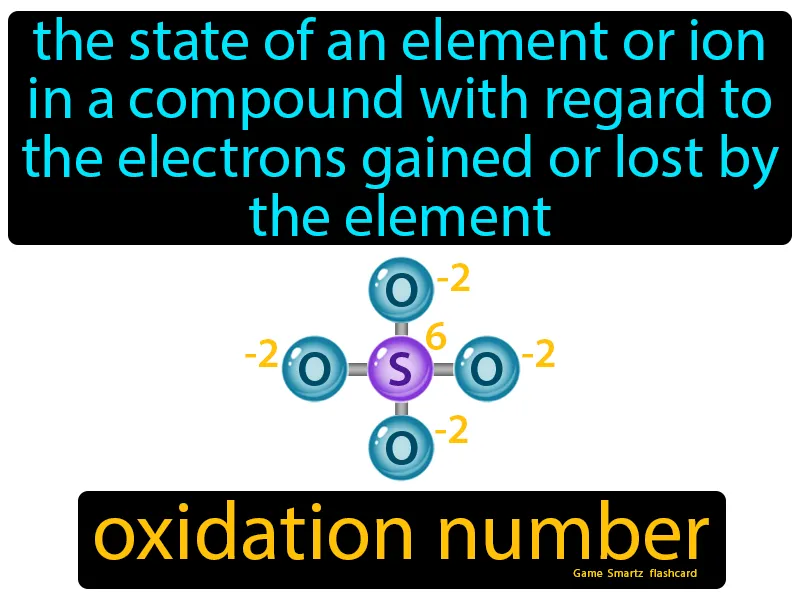 the state of an element or ion
in a compound with regard to
the electrons gained or lost by
the element
O -2
6
-2 O S O -2
O -2
oxidation number
Game Smartz flashcard